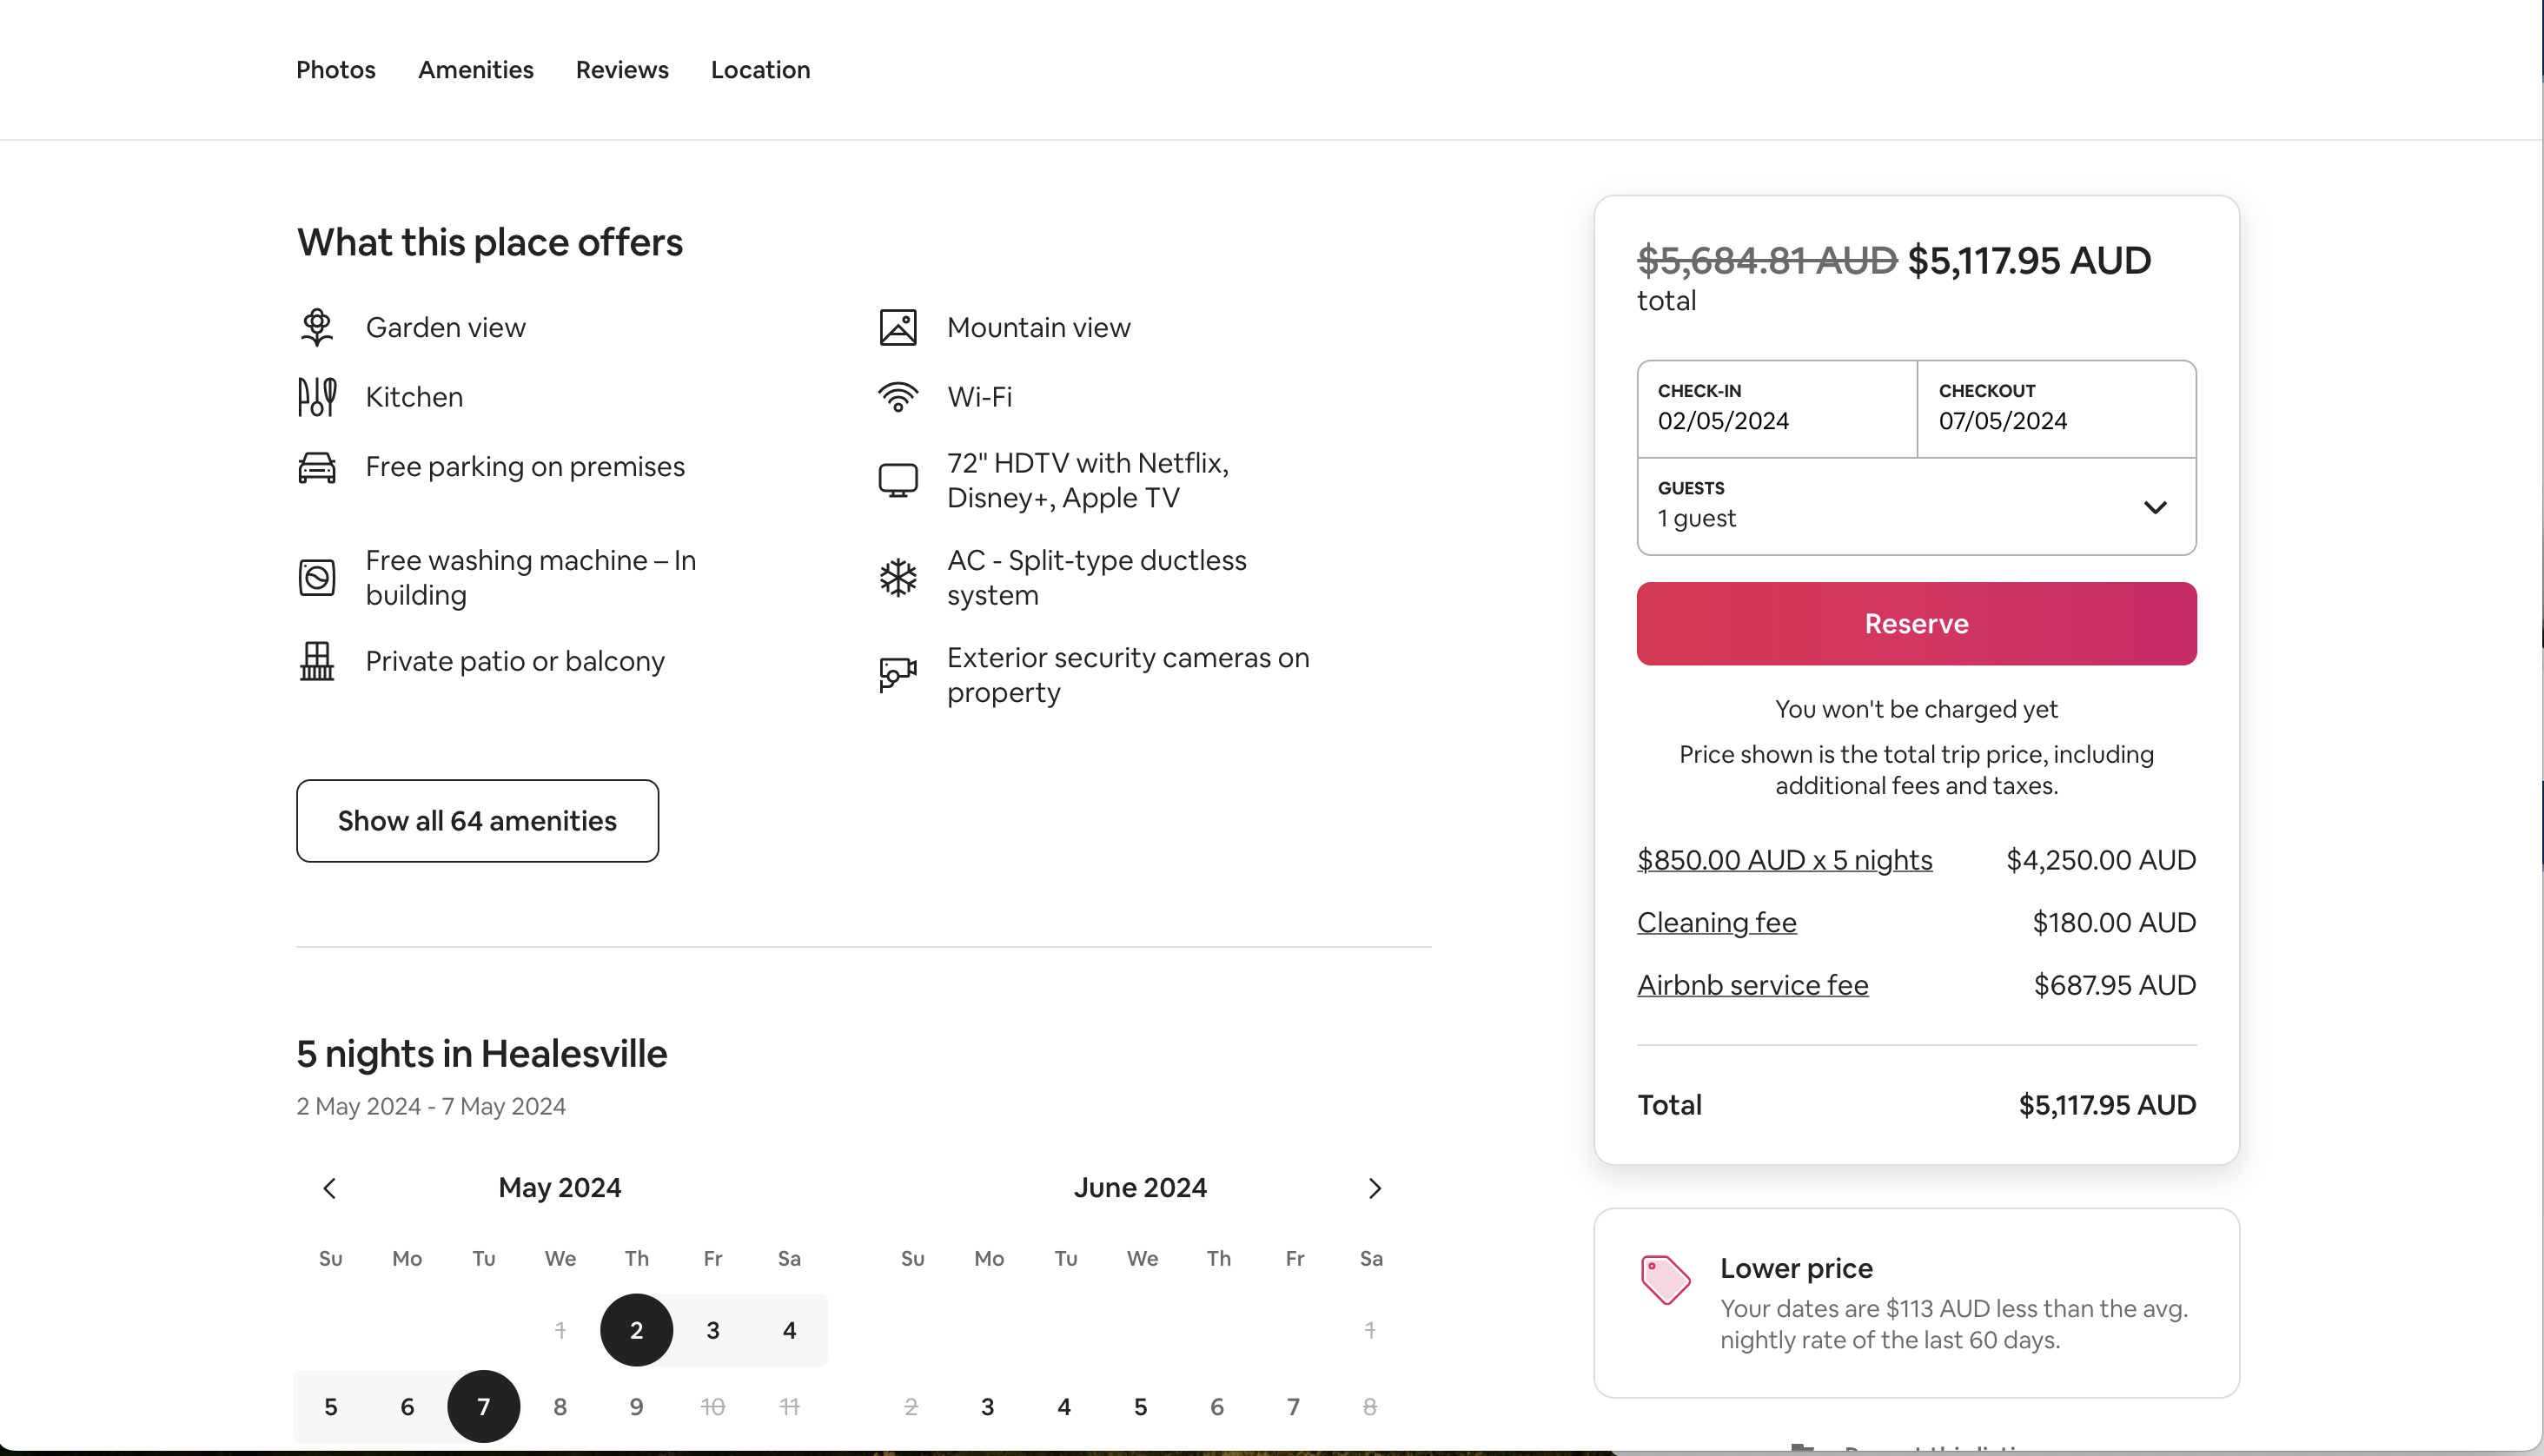 Photos Amenities Reviews Location
What this place offers
Garden view
Mountain view
Kitchen
Wi-Fi
Free parking on premises
72" HDTV with Netflix,
Disney+, Apple TV
Free washing machine – In
building
AC - Split-type ductless
system
Private patio or balcony
Exterior security cameras on
property
Show all 64 amenities
5 nights in Healesville
2 May 2024 - 7 May 2024
May 2024
Su Mo Tu We Th Fr Sa
1 2 3 4
5 6 7 8 9 10 11
June 2024
Su Mo Tu We Th Fr Sa
1
2 3 4 5 6 7 8
$5,684.81 AUD $5,117.95 AUD
total
CHECK-IN
02/05/2024
CHECKOUT
07/05/2024
GUESTS
1 guest
Reserve
You won't be charged yet
Price shown is the total trip price, including
additional fees and taxes.
$850.00 AUD x 5 nights $4,250.00 AUD
Cleaning fee $180.00 AUD
Airbnb service fee $687.95 AUD
Total $5,117.95 AUD
Lower price
Your dates are $113 AUD less than the avg.
nightly rate of the last 60 days.